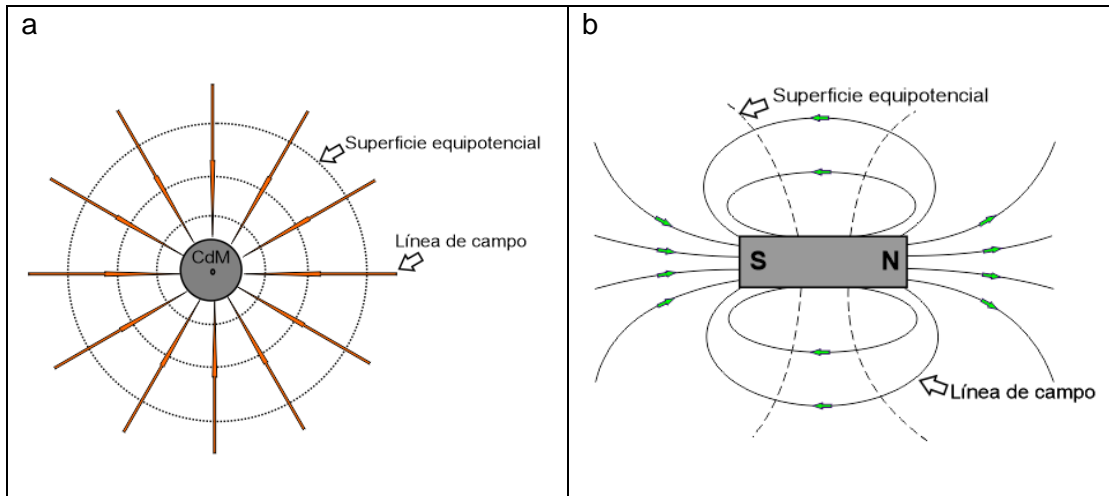 a
Superficie equipotencial
Línea de campo
CdM
b
Superficie equipotencial
S
N
Línea de campo